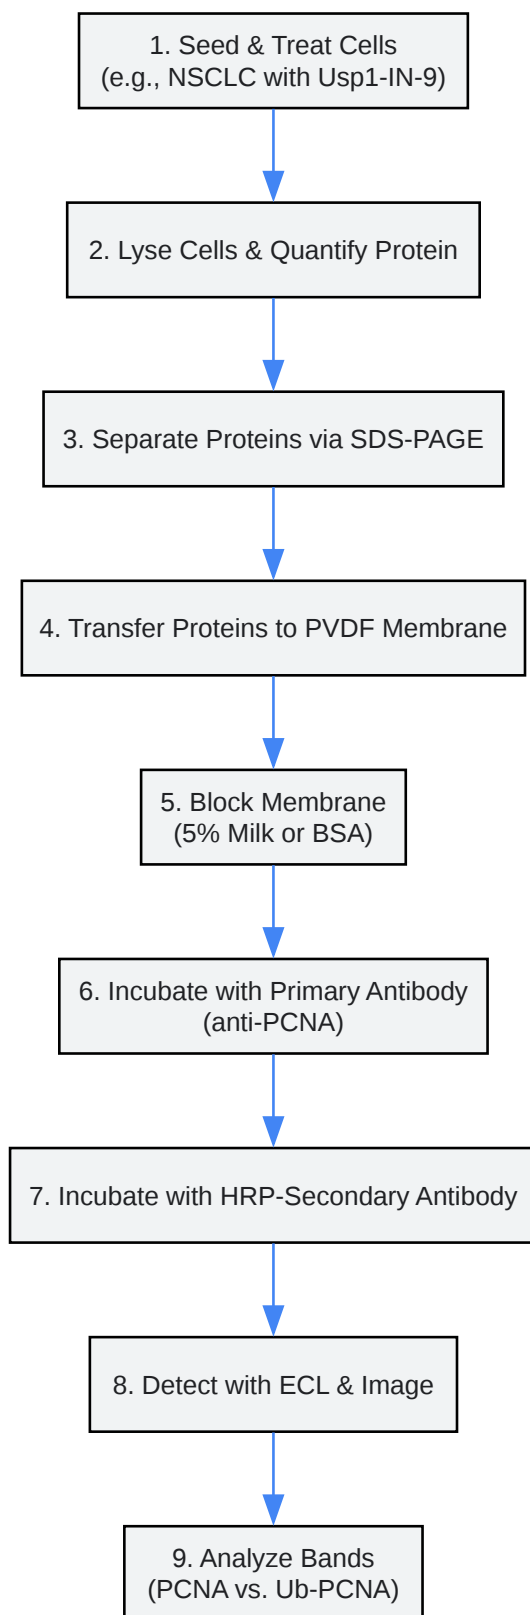 1. Seed & Treat Cells
(e.g., NSCLC with Usp1-IN-9)
2. Lyse Cells & Quantify Protein
3. Separate Proteins via SDS-PAGE
4. Transfer Proteins to PVDF Membrane
5. Block Membrane
(5% Milk or BSA)
6. Incubate with Primary Antibody
(anti-PCNA)
7. Incubate with HRP-Secondary Antibody
8. Detect with ECL & Image
9. Analyze Bands
(PCNA vs. Ub-PCNA)